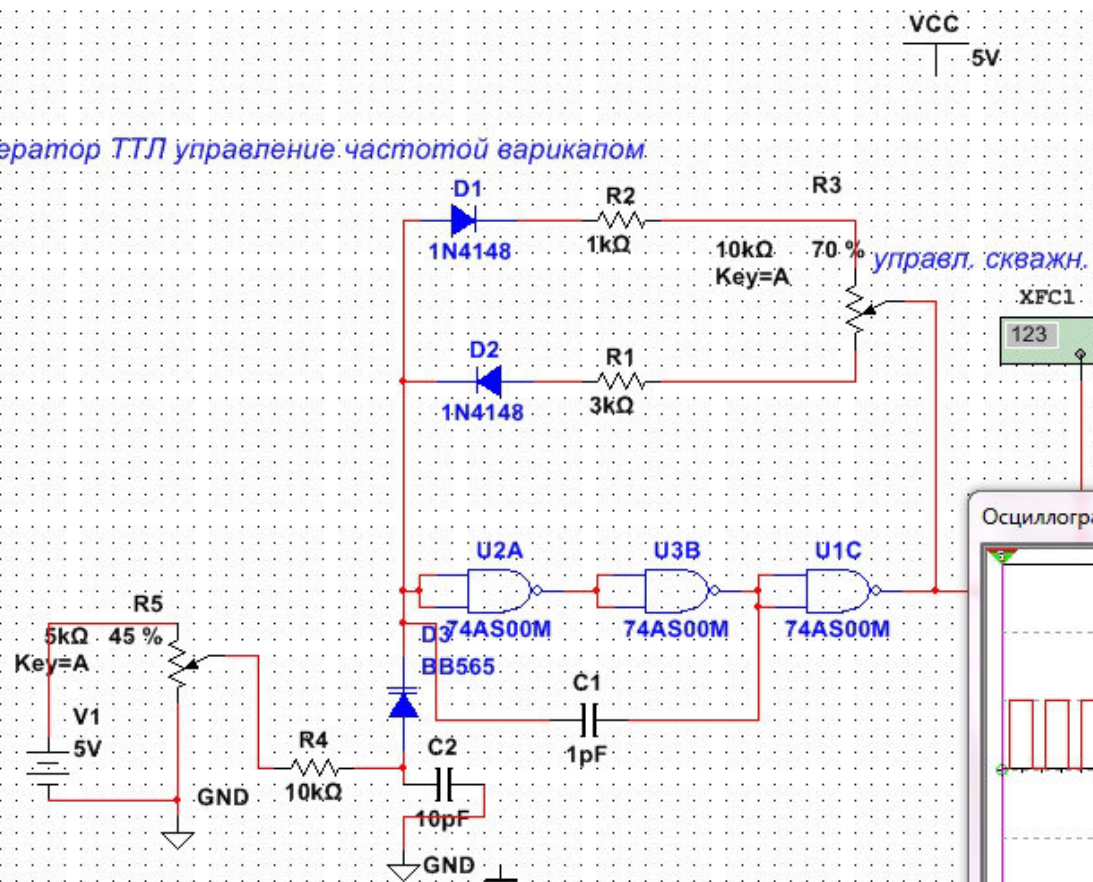 VCC
5V
ератор ТТЛ управление частотой варикапом
D1
1N4148
R2
1kΩ
R3
10kΩ 70 %
Key=A
управл. скважн.
XFC1
123
D2
1N4148
R1
3kΩ
Осциллогра
U2A
74AS00M
U3B
74AS00M
U1C
74AS00M
R5
5kΩ 45 %
Key=A
D3
BB565
C1
1pF
V1
5V
R4
10kΩ
C2
10pF
GND
GND